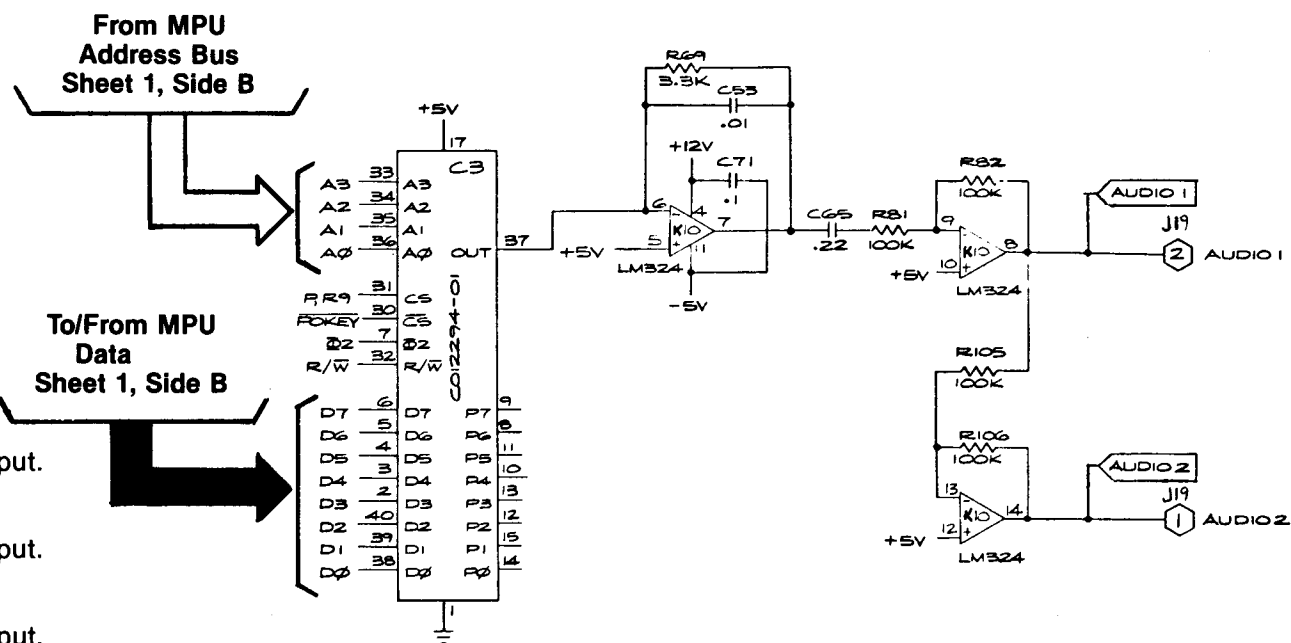 From MPU
Address Bus
Sheet 1, Side B
+5V
17
C3
A3 33 A3
A2 34 A2
A1 35 A1
AØ 36 AØ
OUT 37
P, R9 31 CS
POKEY 30 CS
Φ2 7 Φ2
R/W 32 R/W
C012294-01
To/From MPU
Data
Sheet 1, Side B
D7 6 D7 P7 9
D6 5 D6 P6 8
D5 4 D5 P5 11
D4 3 D4 P4 10
D3 2 D3 P3 13
D2 40 D2 P2 12
D1 39 D1 P1 15
DØ 38 DØ PØ 14
1
put.
put.
put.
R69
3.3K
C53
.01
+12V
C71
.1
6 -
4
K10
7
+5V 5 +
11
LM324
-5V
C65
.22
R81
100K
R82
100K
9 -
K10
8
+5V 10 +
LM324
AUDIO 1
J19
2 AUDIO 1
R105
100K
R106
100K
13 -
K10
14
+5V 12 +
LM324
AUDIO 2
J19
1 AUDIO 2